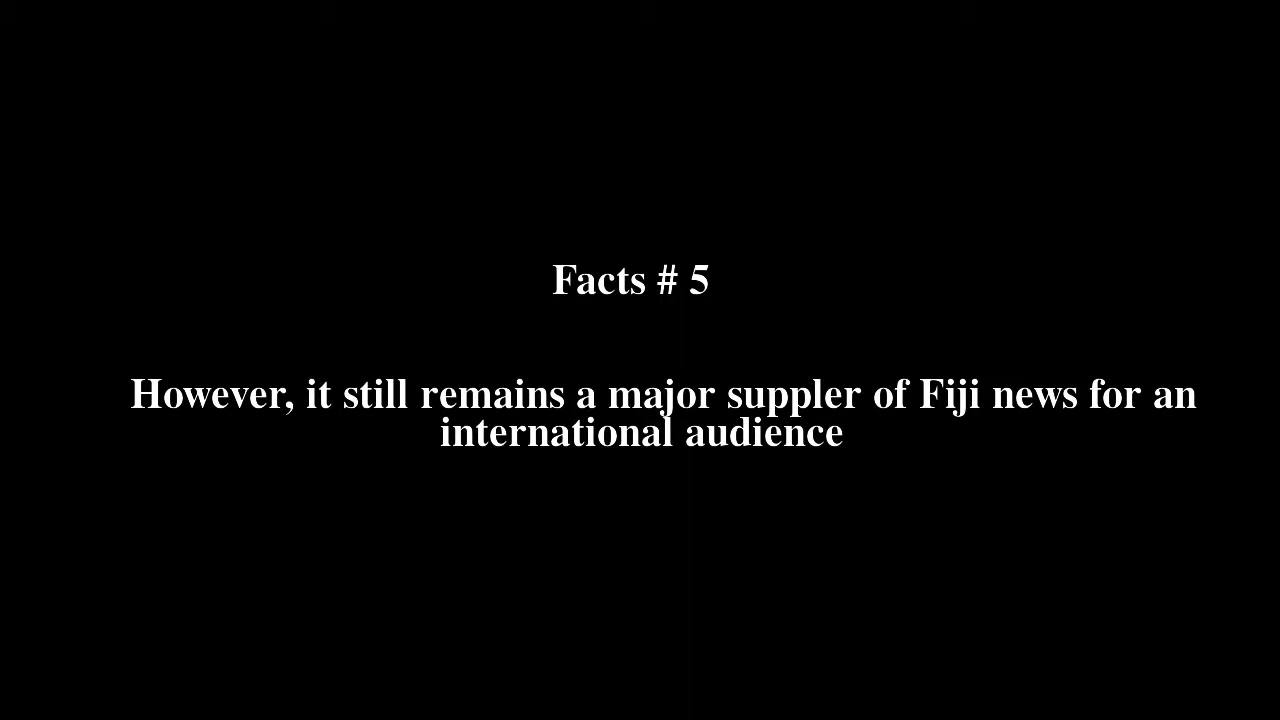 Facts # 5
However, it still remains a major suppler of Fiji news for an
international audience